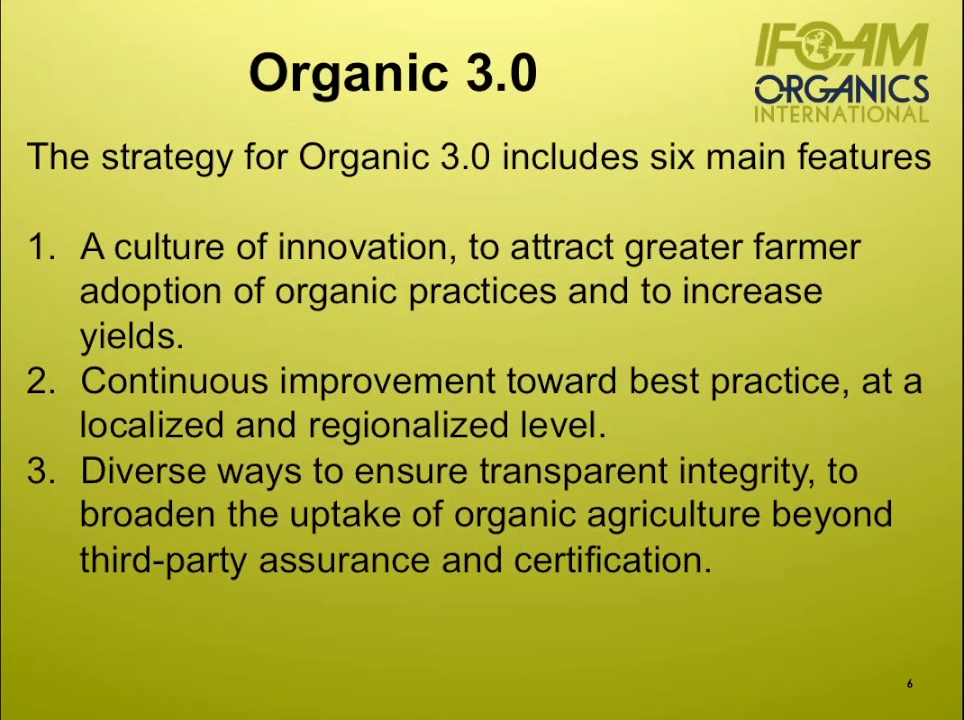 Organic 3.0
IFOAM
ORGANICS
INTERNATIONAL
The strategy for Organic 3.0 includes six main features
1. A culture of innovation, to attract greater farmer
adoption of organic practices and to increase
yields.
2. Continuous improvement toward best practice, at a
localized and regionalized level.
3. Diverse ways to ensure transparent integrity, to
broaden the uptake of organic agriculture beyond
third-party assurance and certification.
6